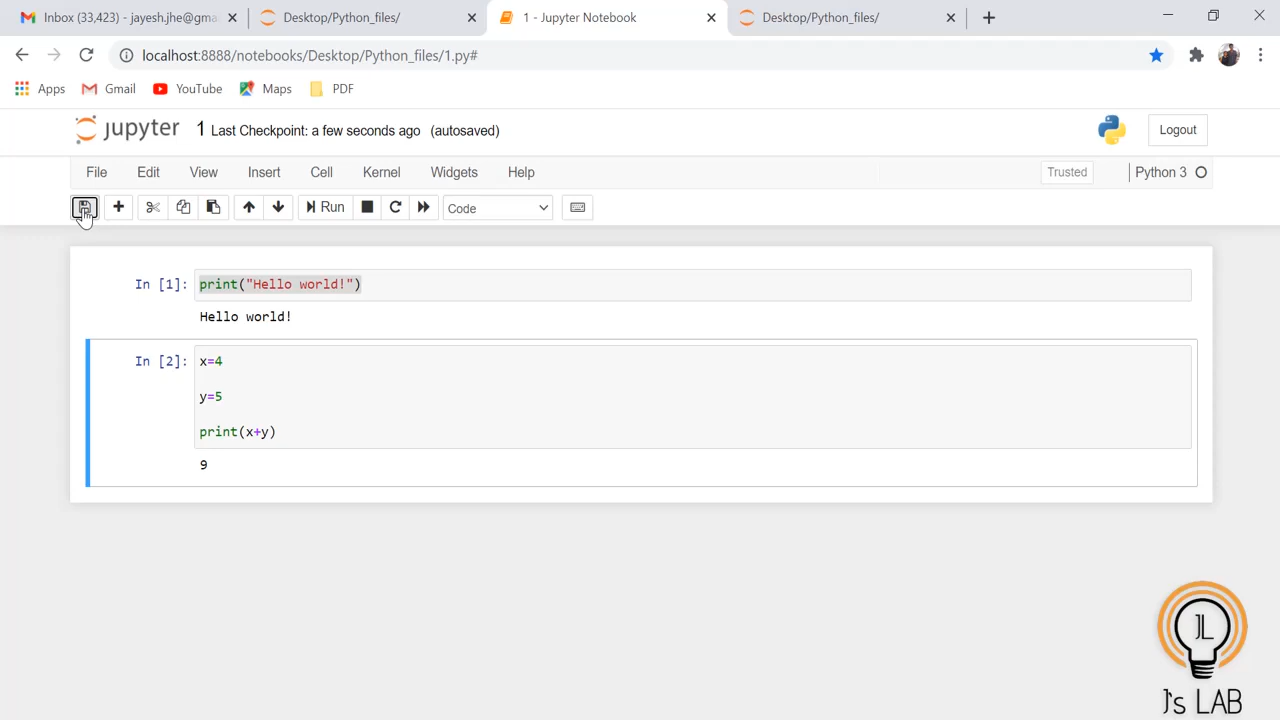 Inbox (33,423) - jayesh.jhe@gma
Desktop/Python_files/
1 - Jupyter Notebook
Desktop/Python_files/
localhost:8888/notebooks/Desktop/Python_files/1.py#
Apps
Gmail
YouTube
Maps
PDF
jupyter 1 Last Checkpoint: a few seconds ago (autosaved)
Logout
File Edit View Insert Cell Kernel Widgets Help
Trusted
Python 3
Run
Code
In [1]: print("Hello world!")
Hello world!
In [2]: x=4
y=5
print(x+y)
9
JL
J's LAB